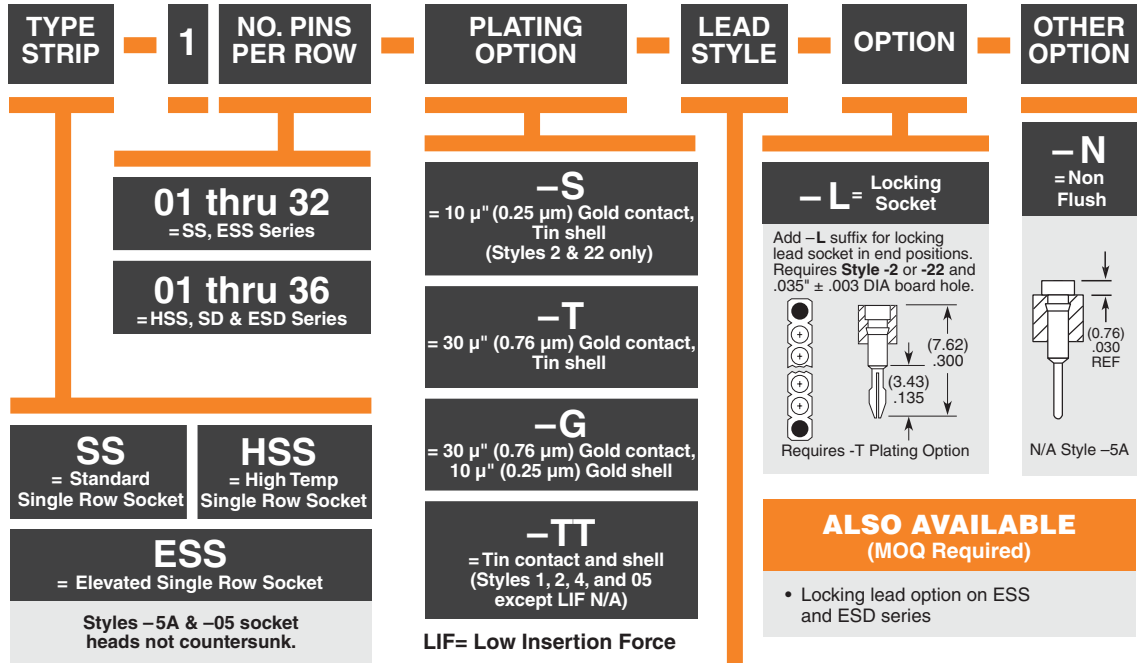 TYPE
STRIP
1
NO. PINS
PER ROW
PLATING
OPTION
LEAD
STYLE
OPTION
OTHER
OPTION
01 thru 32
=SS, ESS Series
01 thru 36
=HSS, SD & ESD Series
SS
= Standard
Single Row Socket
HSS
= High Temp
Single Row Socket
ESS
= Elevated Single Row Socket
Styles –5A & –05 socket
heads not countersunk.
–S
= 10 µ" (0.25 µm) Gold contact,
Tin shell
(Styles 2 & 22 only)
–T
= 30 µ" (0.76 µm) Gold contact,
Tin shell
–G
= 30 µ" (0.76 µm) Gold contact,
10 µ" (0.25 µm) Gold shell
–TT
= Tin contact and shell
(Styles 1, 2, 4, and 05
except LIF N/A)
LIF= Low Insertion Force
–L= Locking
Socket
Add –L suffix for locking
lead socket in end positions.
Requires Style -2 or -22 and
.035" ± .003 DIA board hole.
(7.62)
.300
(3.43)
.135
Requires -T Plating Option
–N
=Non
Flush
(0.76)
.030
REF
N/A Style –5A
ALSO AVAILABLE
(MOQ Required)
• Locking lead option on ESS
and ESD series